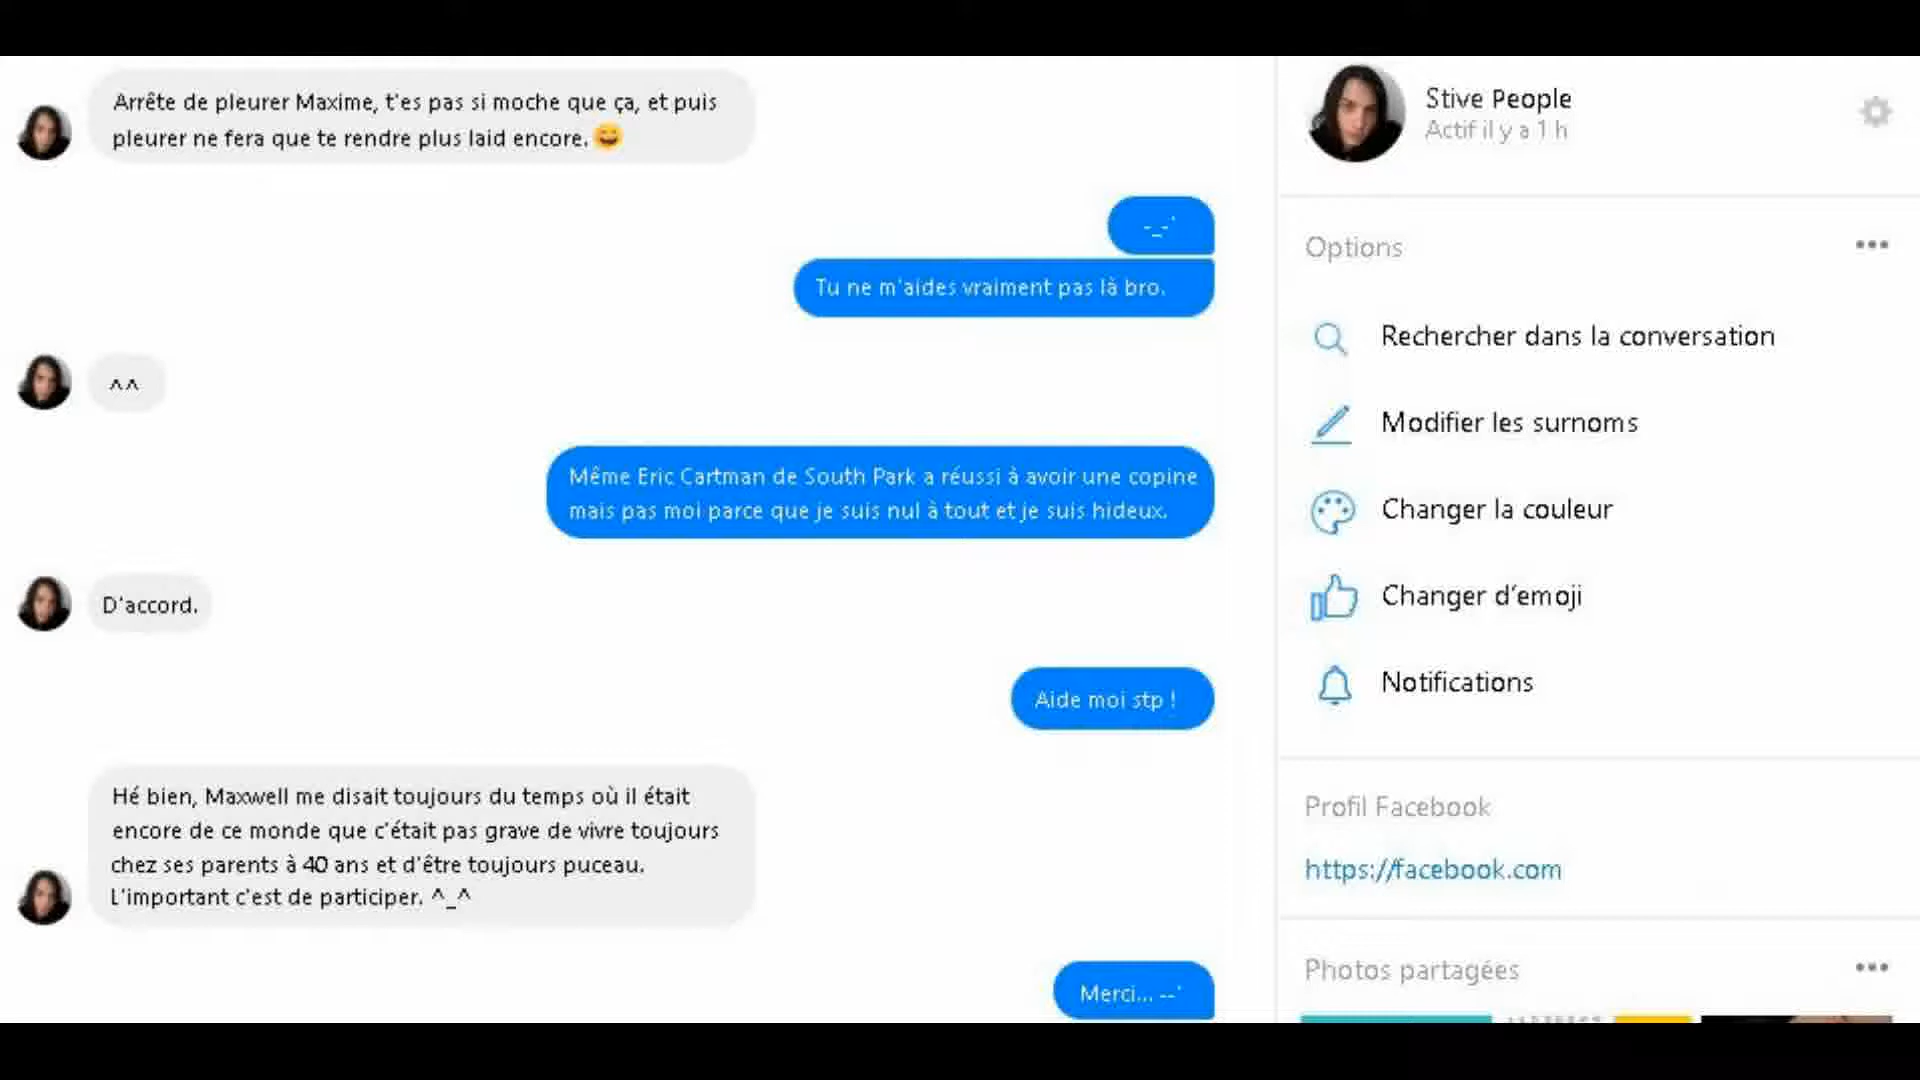 Arrête de pleurer Maxime, t'es pas si moche que ça, et puis
pleurer ne fera que te rendre plus laid encore. 😄
-_-'
Tu ne m'aides vraiment pas là bro.
^^
Même Eric Cartman de South Park a réussi à avoir une copine
mais pas moi parce que je suis nul à tout et je suis hideux.
D'accord.
Aide moi stp !
Hé bien, Maxwell me disait toujours du temps où il était
encore de ce monde que c'était pas grave de vivre toujours
chez ses parents à 40 ans et d'être toujours puceau.
L'important c'est de participer. ^_^
Merci... --'
Stive People
Actif il y a 1 h
Options
Rechercher dans la conversation
Modifier les surnoms
Changer la couleur
Changer d'emoji
Notifications
Profil Facebook
https://facebook.com
Photos partagées